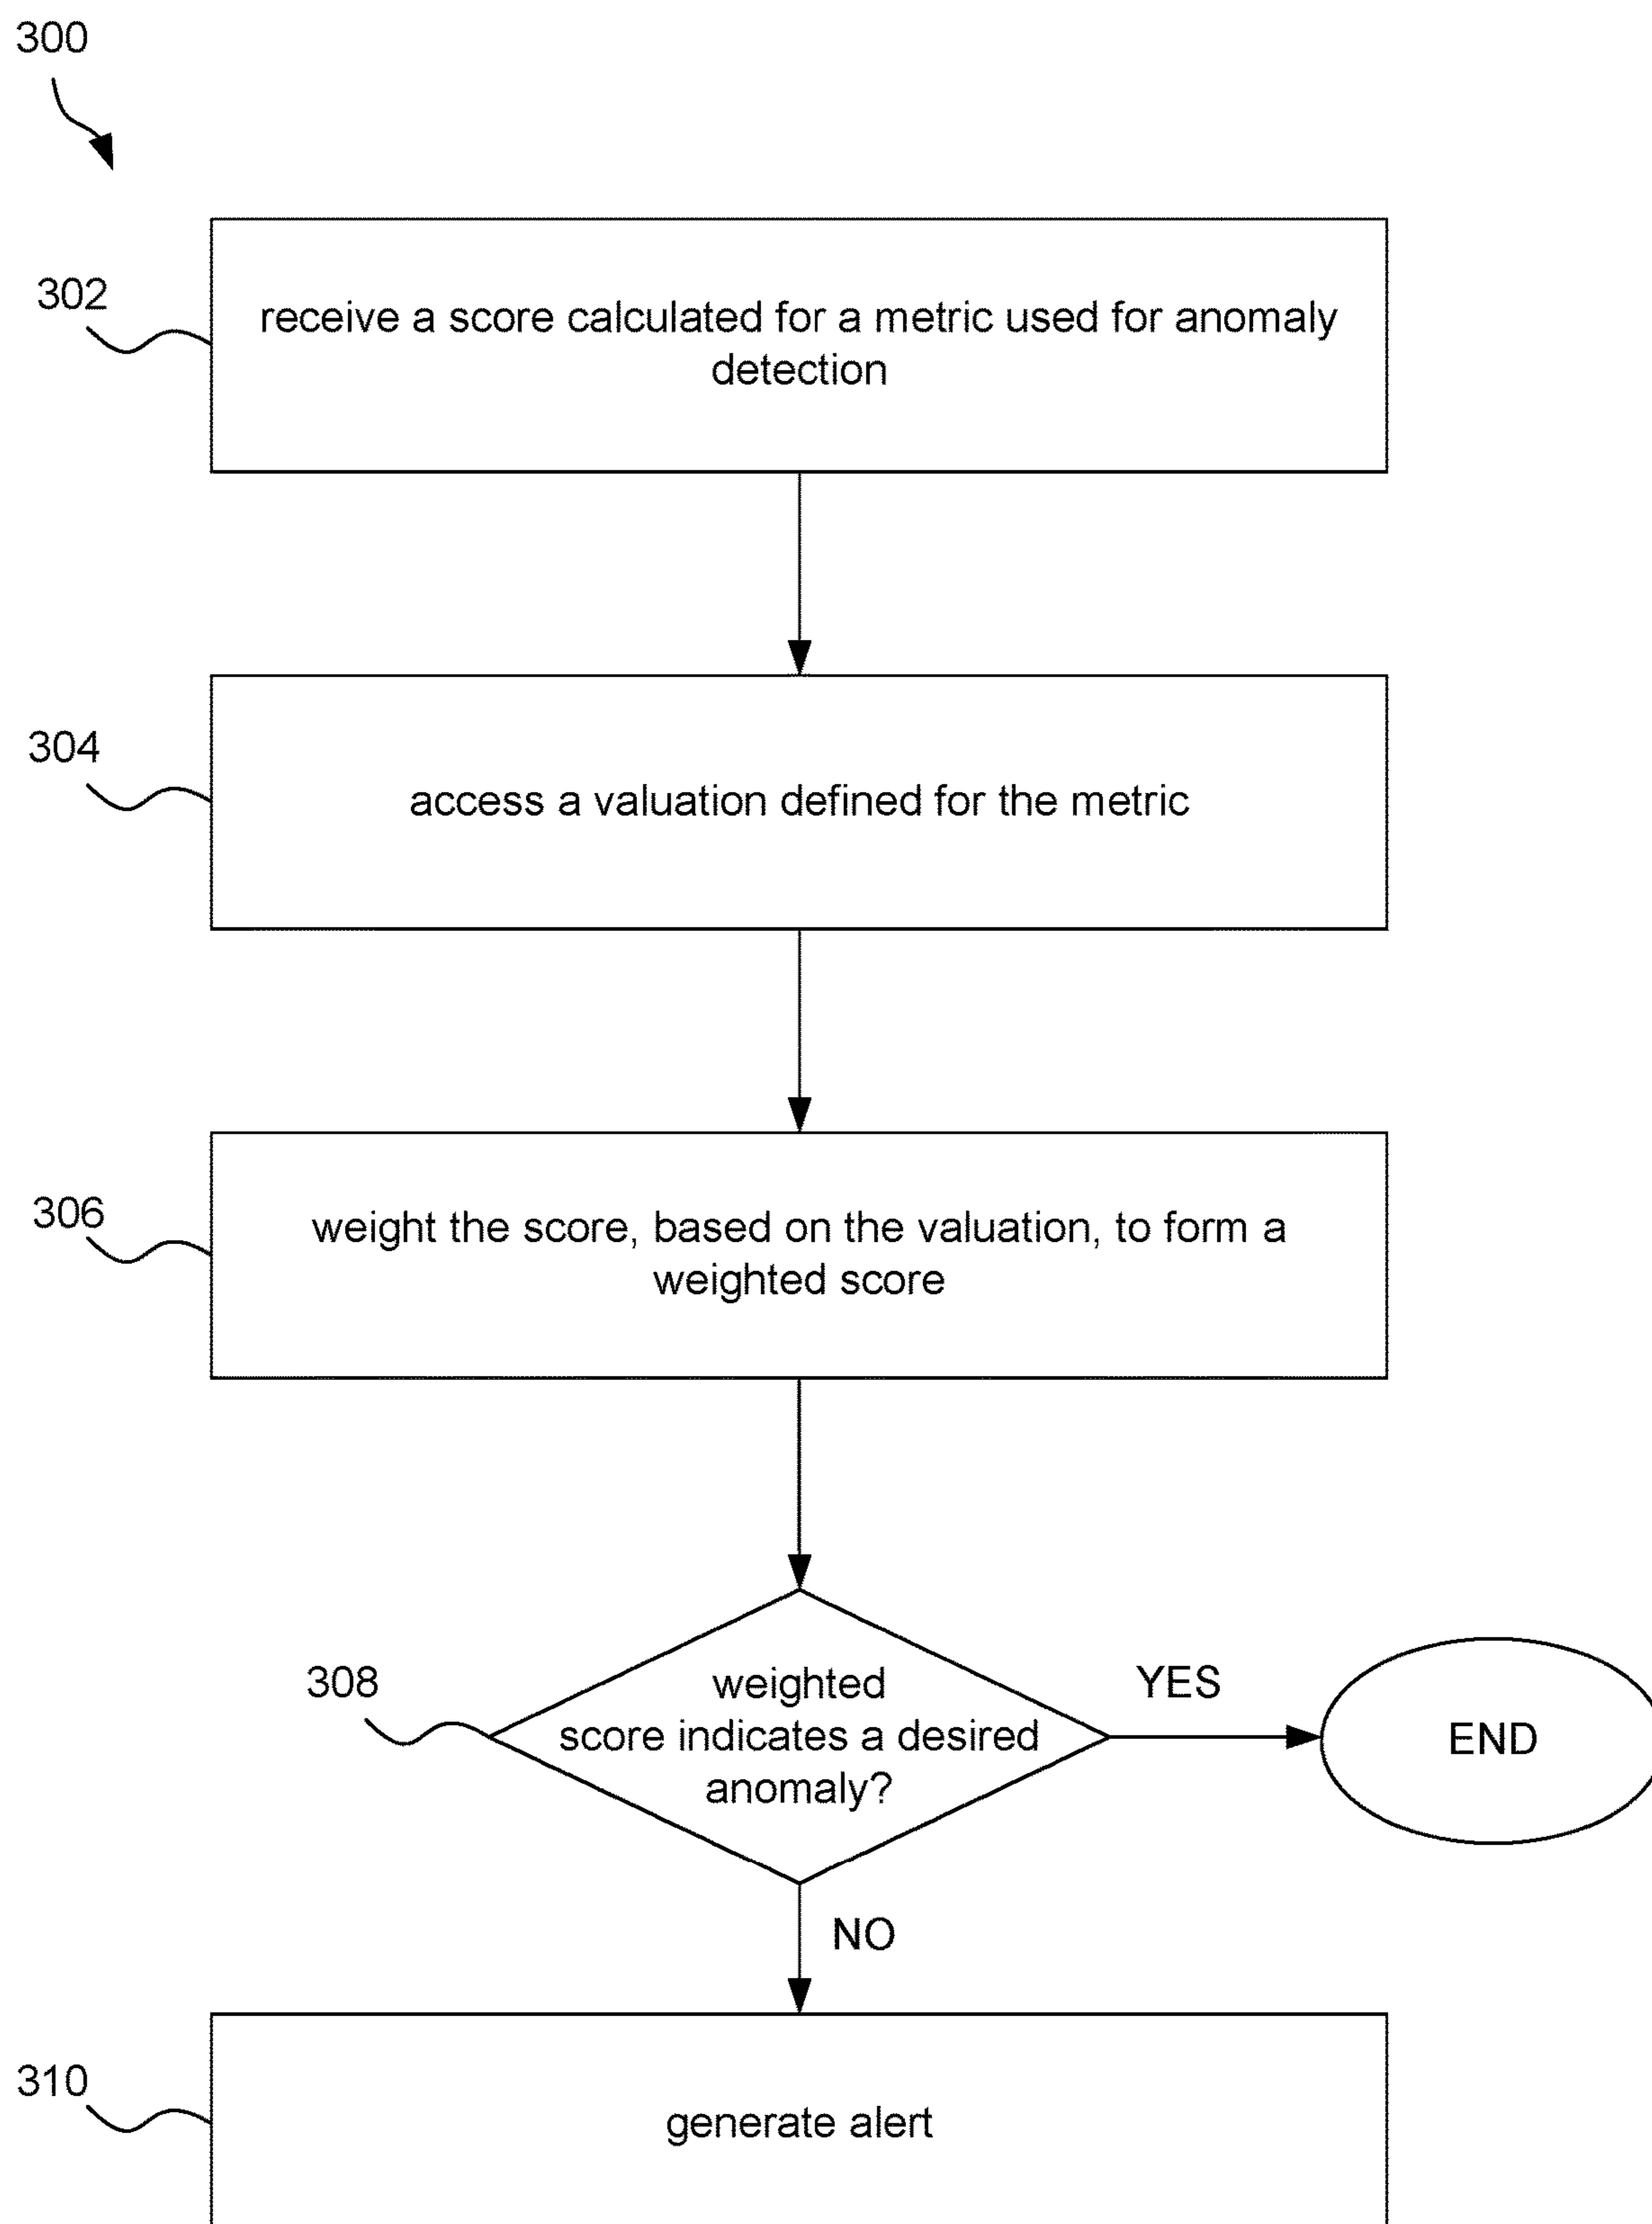 300
302
receive a score calculated for a metric used for anomaly
detection
304
access a valuation defined for the metric
306
weight the score, based on the valuation, to form a
weighted score
308
weighted
score indicates a desired
anomaly?
YES
END
NO
310
generate alert